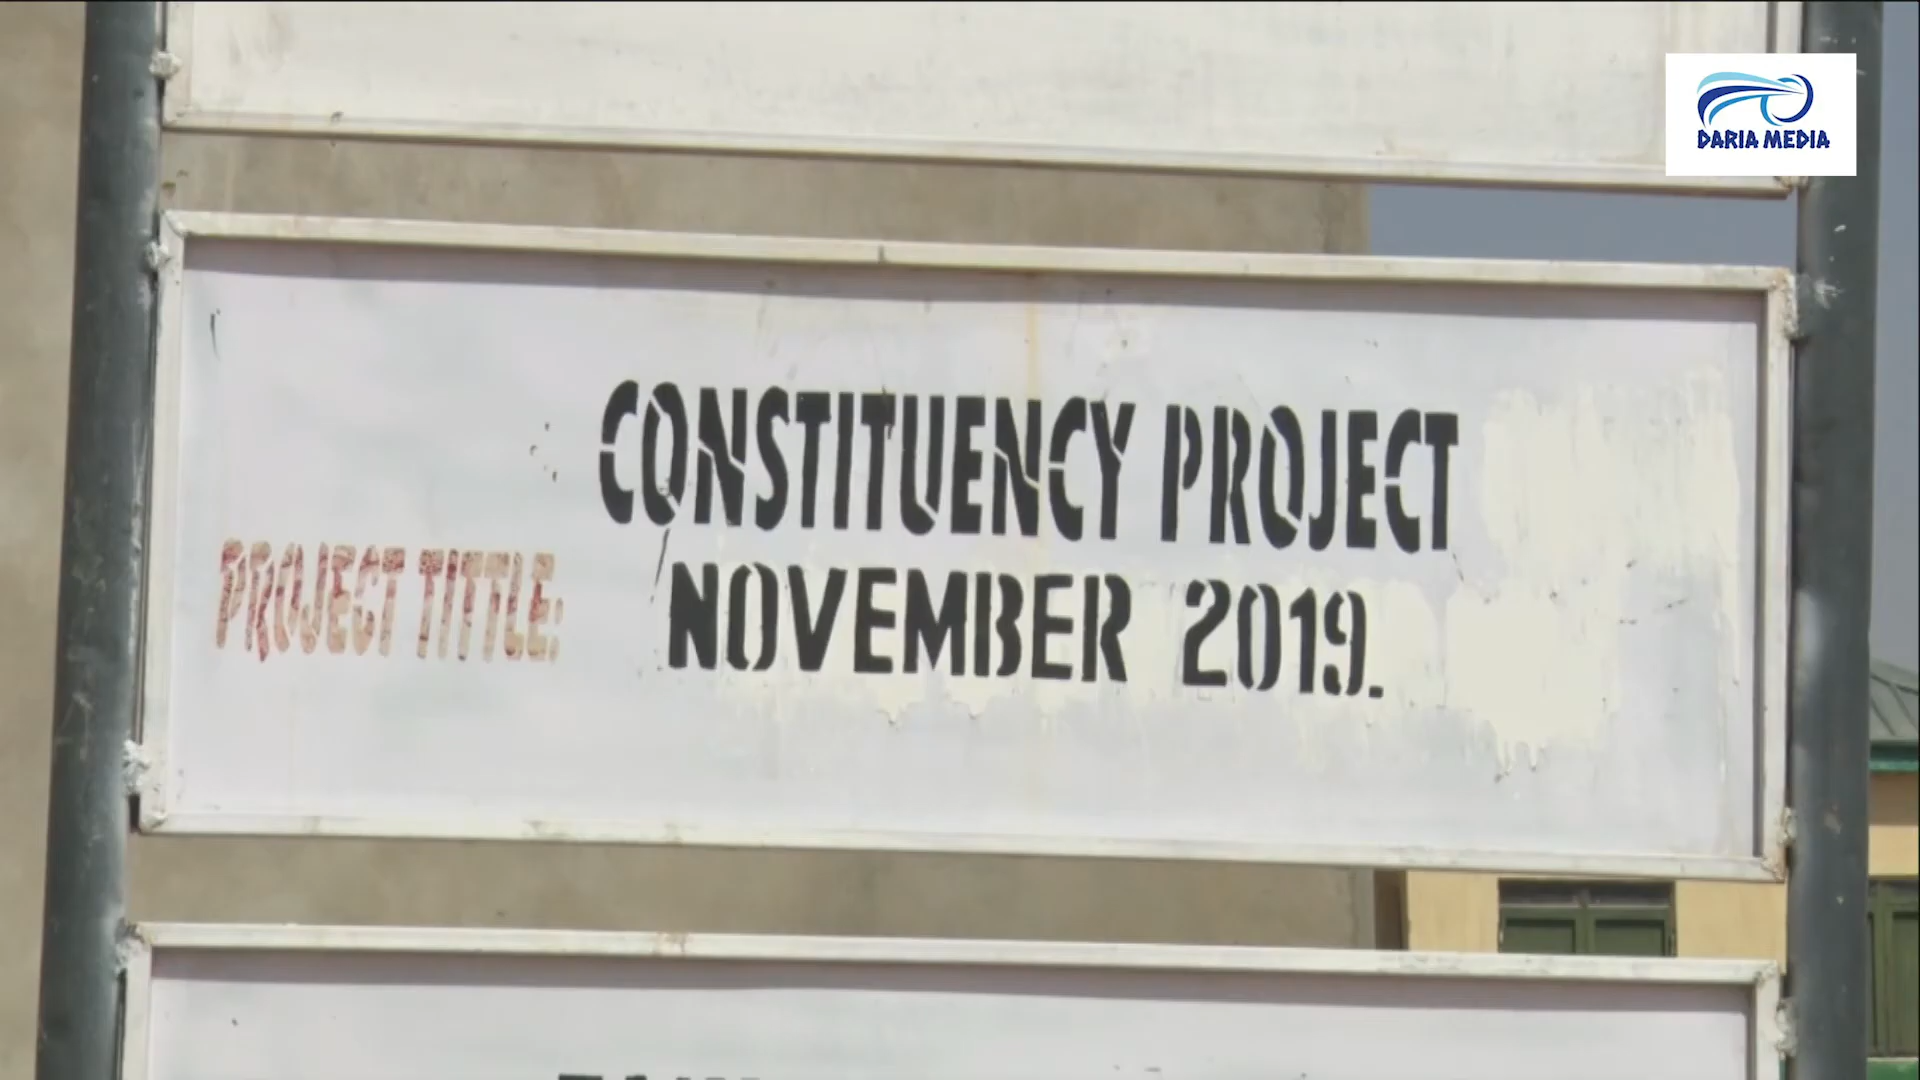 DARIA MEDIA
CONSTITUENCY PROJECT
PROJECT TITTLE:
NOVEMBER 2019.